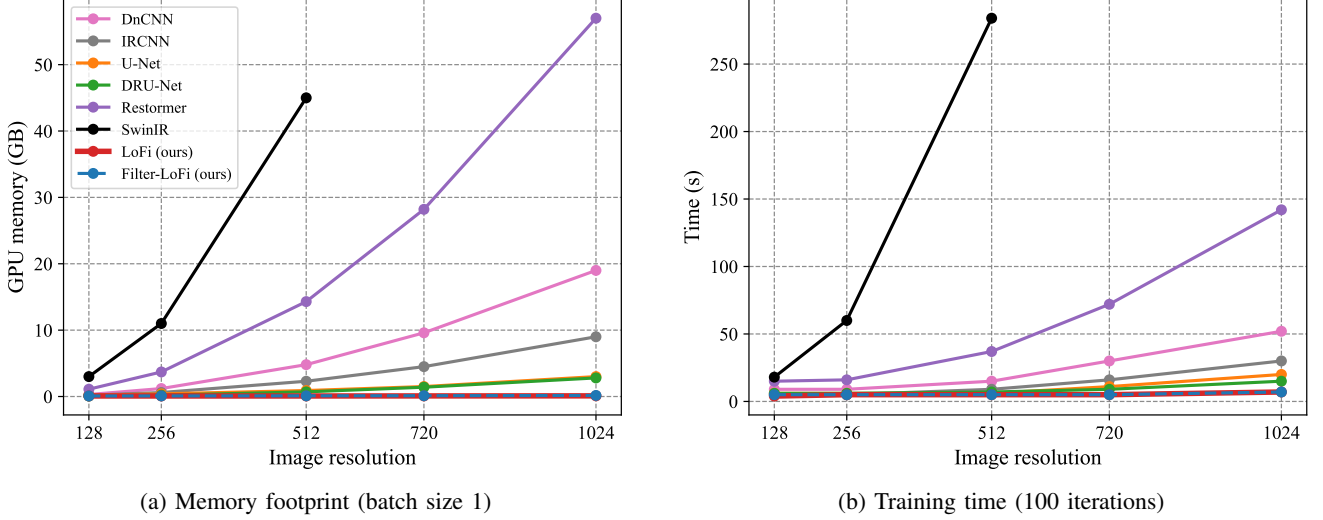 DnCNN
IRCNN
U-Net
DRU-Net
Restormer
SwinIR
LoFi (ours)
Filter-LoFi (ours)
GPU memory (GB)
50
40
30
20
10
0
128 256 512 720 1024
Image resolution
(a) Memory footprint (batch size 1)
Time (s)
250
200
150
100
50
0
128 256 512 720 1024
Image resolution
(b) Training time (100 iterations)